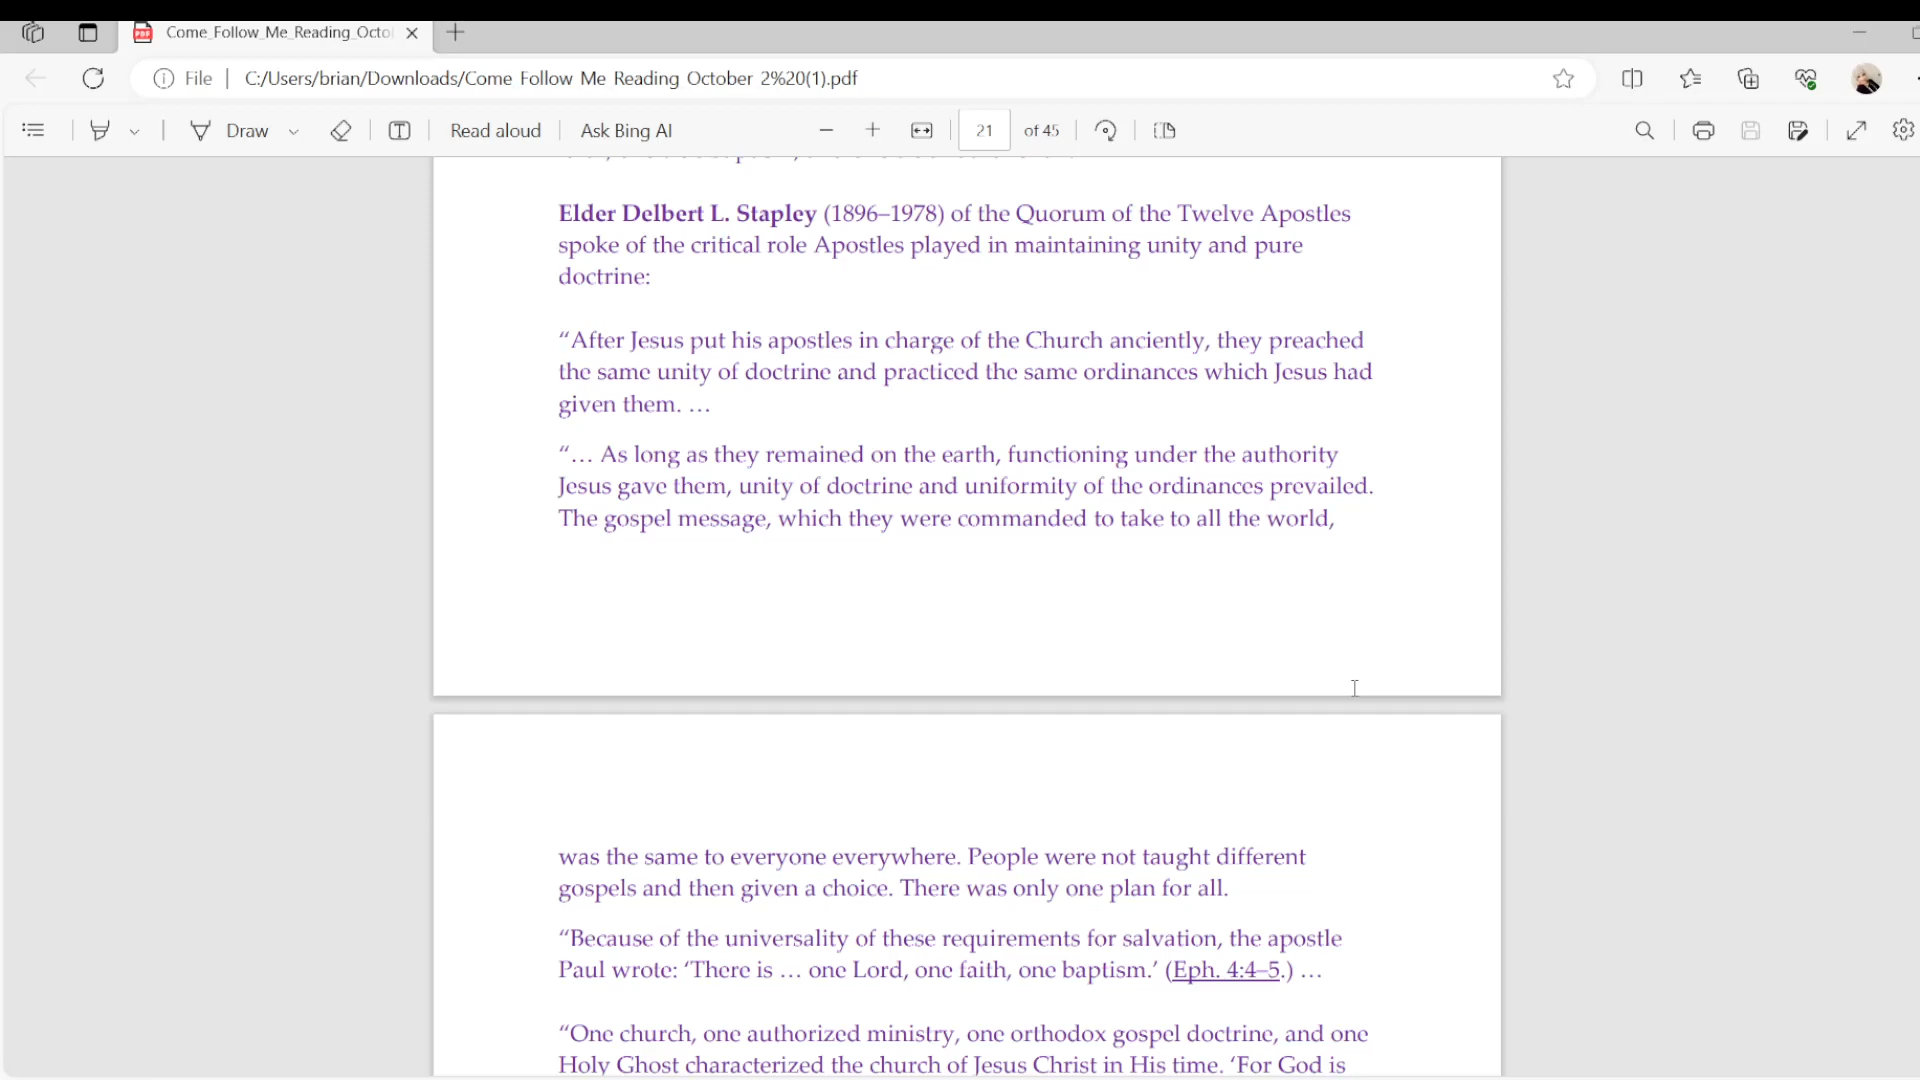 Come_Follow_Me_Reading_Octo
File
C:/Users/brian/Downloads/Come Follow Me Reading October 2%20(1).pdf
Draw
Read aloud
Ask Bing AI
21 of 45
Elder Delbert L. Stapley (1896–1978) of the Quorum of the Twelve Apostles
spoke of the critical role Apostles played in maintaining unity and pure
doctrine:
“After Jesus put his apostles in charge of the Church anciently, they preached
the same unity of doctrine and practiced the same ordinances which Jesus had
given them. …
“… As long as they remained on the earth, functioning under the authority
Jesus gave them, unity of doctrine and uniformity of the ordinances prevailed.
The gospel message, which they were commanded to take to all the world,
was the same to everyone everywhere. People were not taught different
gospels and then given a choice. There was only one plan for all.
“Because of the universality of these requirements for salvation, the apostle
Paul wrote: ‘There is … one Lord, one faith, one baptism.’ (Eph. 4:4–5.) …
“One church, one authorized ministry, one orthodox gospel doctrine, and one
Holy Ghost characterized the church of Jesus Christ in His time. ‘For God is